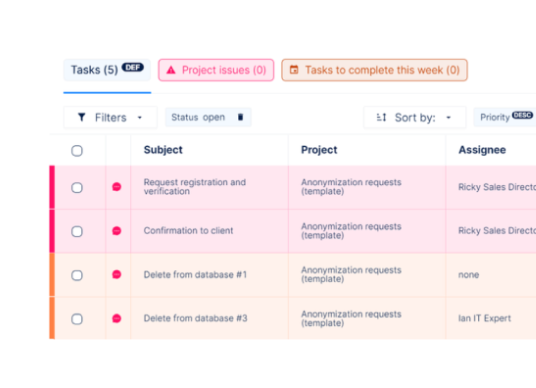 Tasks (5) DEF Project issues (0) Tasks to complete this week (0)
Filters Status open Sort by: Priority DESC
Subject Project Assignee
Request registration and
verification
Anonymization requests
(template)
Ricky Sales Directo
Confirmation to client
Anonymization requests
(template)
Ricky Sales Directo
Delete from database #1
Anonymization requests
(template)
none
Delete from database #3
Anonymization requests
(template)
Ian IT Expert